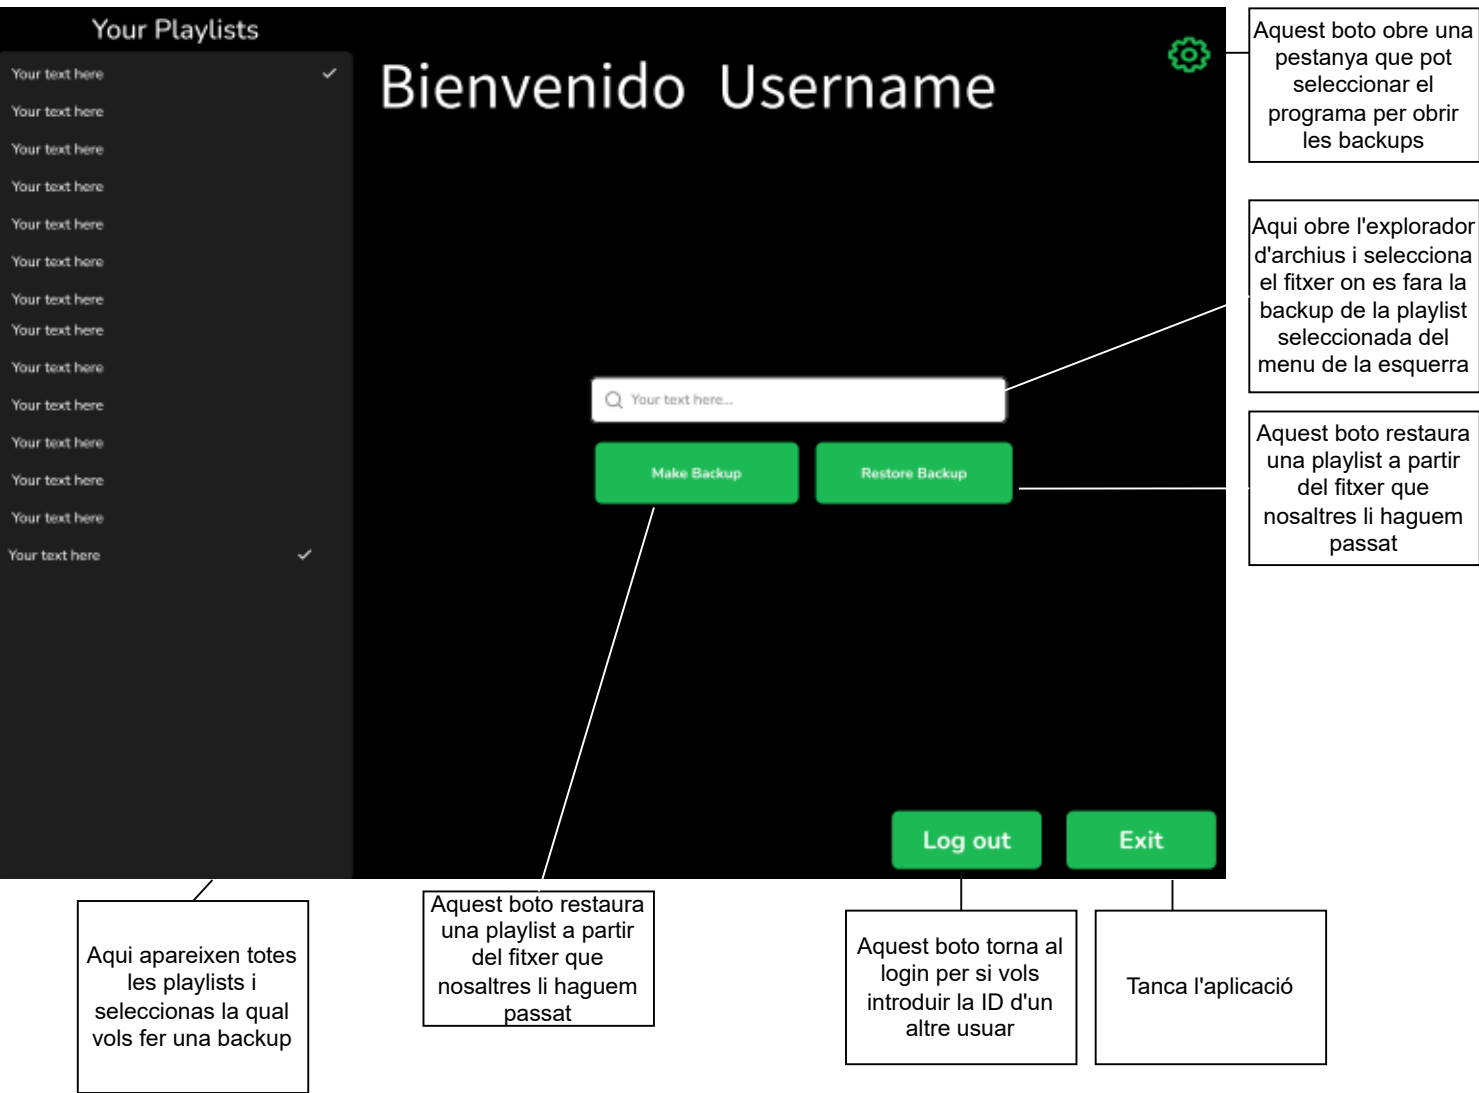 Your Playlists
Your text here
Your text here
Your text here
Your text here
Your text here
Your text here
Your text here
Your text here
Your text here
Your text here
Your text here
Your text here
Your text here
Your text here
Bienvenido Username
Your text here...
Make Backup
Restore Backup
Log out
Exit
Aquest boto obre una
pestanya que pot
seleccionar el
programa per obrir
les backups
Aqui obre l'explorador
d'archius i selecciona
el fitxer on es fara la
backup de la playlist
seleccionada del
menu de la esquerra
Aquest boto restaura
una playlist a partir
del fitxer que
nosaltres li haguem
passat
Aqui apareixen totes
les playlists i
seleccionas la qual
vols fer una backup
Aquest boto restaura
una playlist a partir
del fitxer que
nosaltres li haguem
passat
Aquest boto torna al
login per si vols
introduir la ID d'un
altre usuar
Tanca l'aplicació